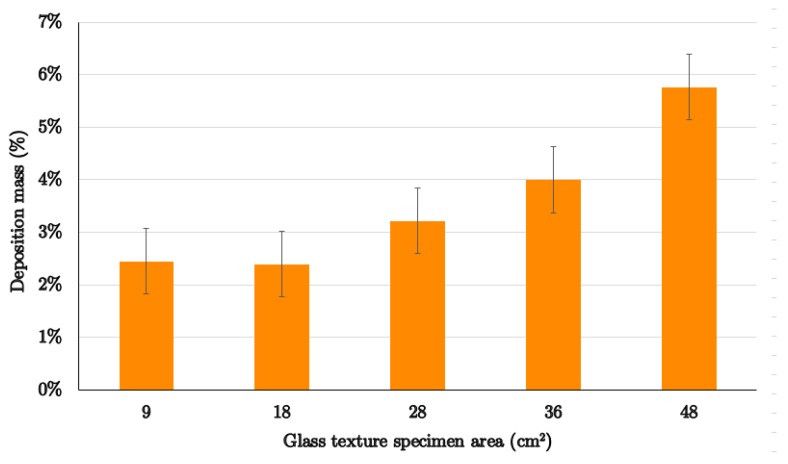 7%
6%
5%
4%
3%
2%
1%
0%
Deposition mass (%)
9 18 28 36 48
Glass texture specimen area (cm²)